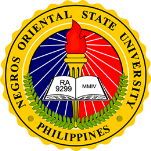 NEGROS ORIENTAL STATE UNIVERSITY
RA
9299
MMIV
PHILIPPINES